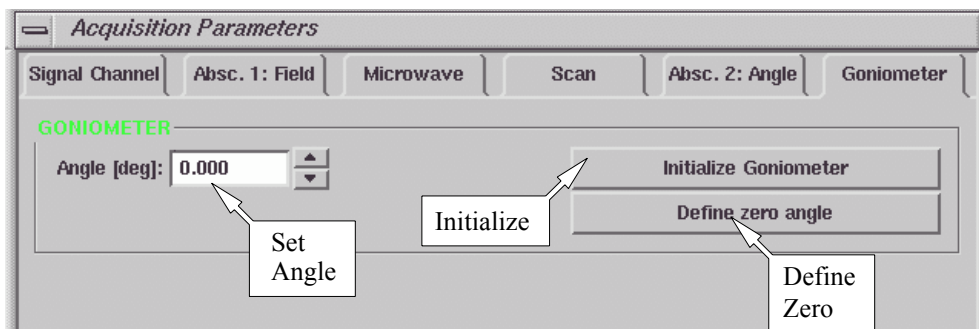 Acquisition Parameters
Signal Channel
Absc. 1: Field
Microwave
Scan
Absc. 2: Angle
Goniometer
GONIOMETER
Angle [deg]: 0.000
Initialize Goniometer
Define zero angle
Initialize
Set
Angle
Define
Zero